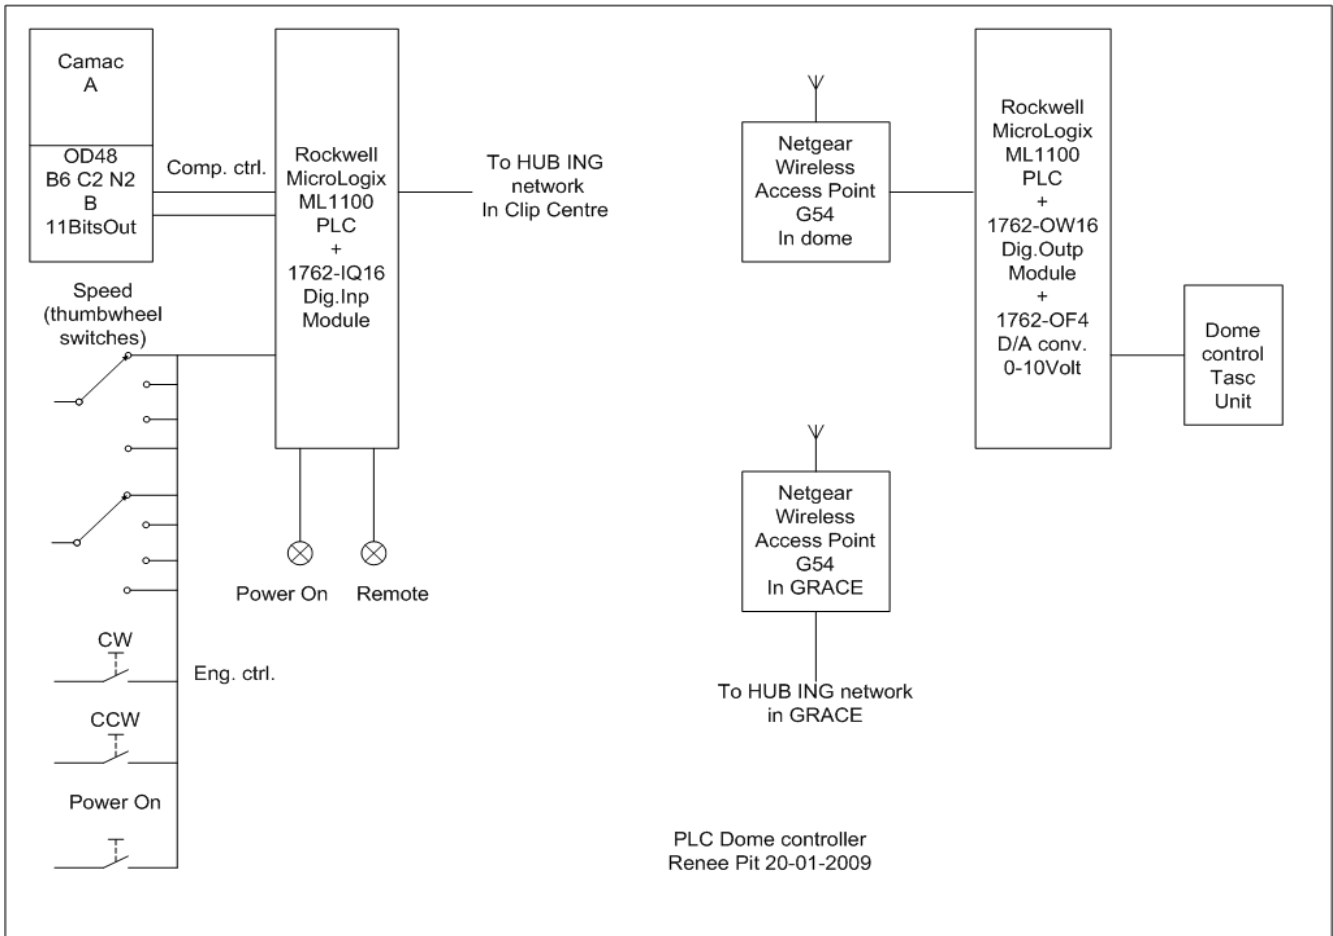 Camac
A
OD48
B6 C2 N2
B
11BitsOut
Comp. ctrl.
Rockwell
MicroLogix
ML1100
PLC
+
1762-IQ16
Dig.Inp
Module
To HUB ING
network
In Clip Centre
Speed
(thumbwheel
switches)
Power On
Remote
CW
Eng. ctrl.
CCW
Power On
Netgear
Wireless
Access Point
G54
In dome
Rockwell
MicroLogix
ML1100
PLC
+
1762-OW16
Dig.Outp
Module
+
1762-OF4
D/A conv.
0-10Volt
Dome
control
Tasc
Unit
Netgear
Wireless
Access Point
G54
In GRACE
To HUB ING network
in GRACE
PLC Dome controller
Renee Pit 20-01-2009